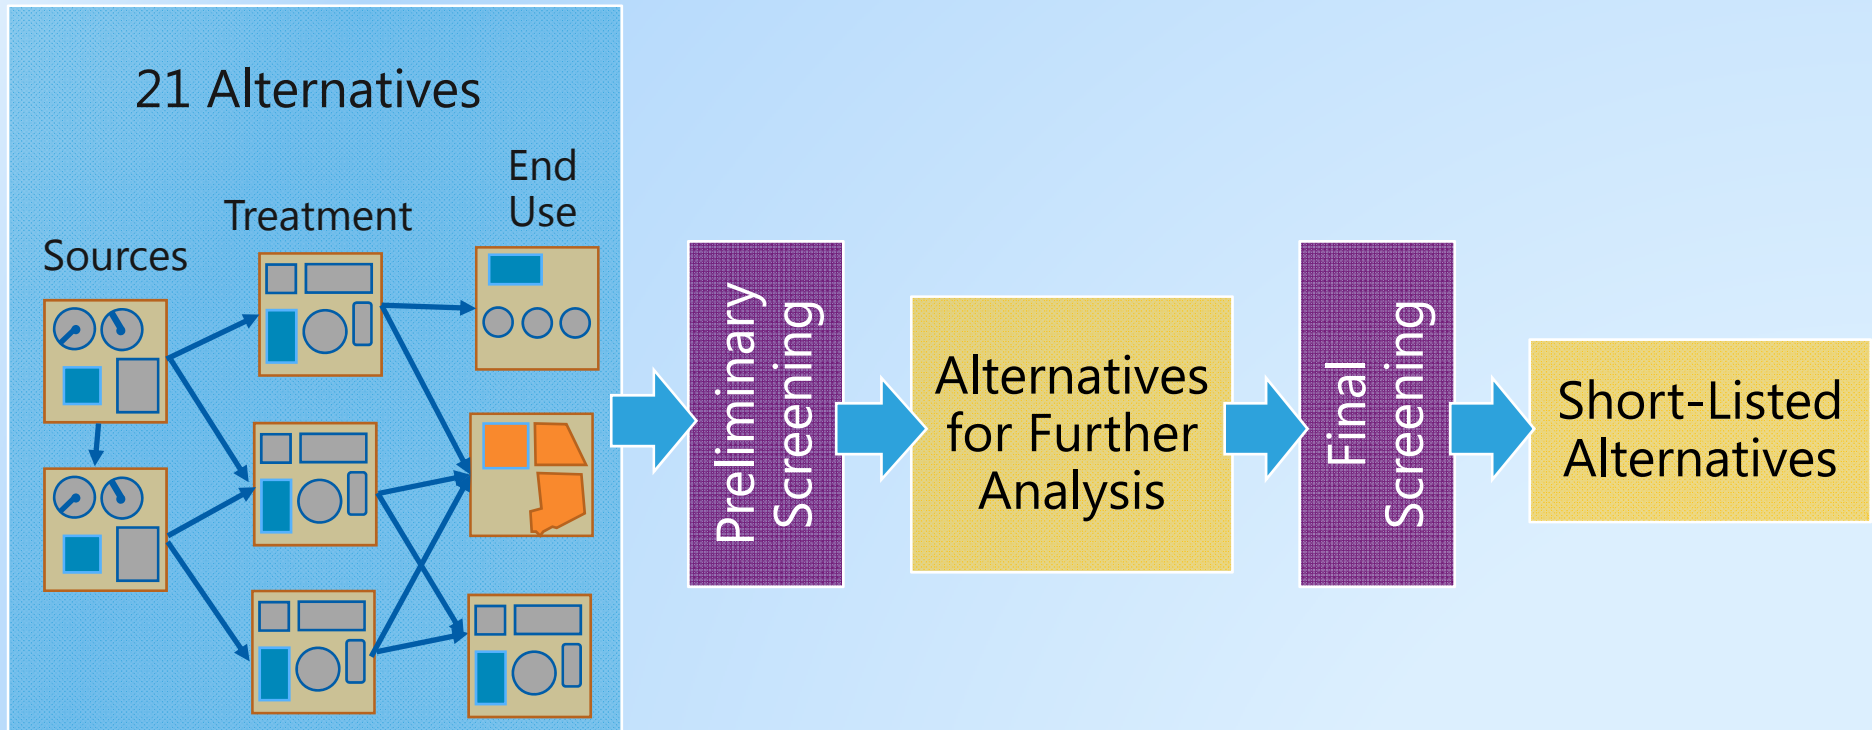 21 Alternatives
Sources
Treatment
End
Use
Preliminary
Screening
Alternatives
for Further
Analysis
Final
Screening
Short-Listed
Alternatives